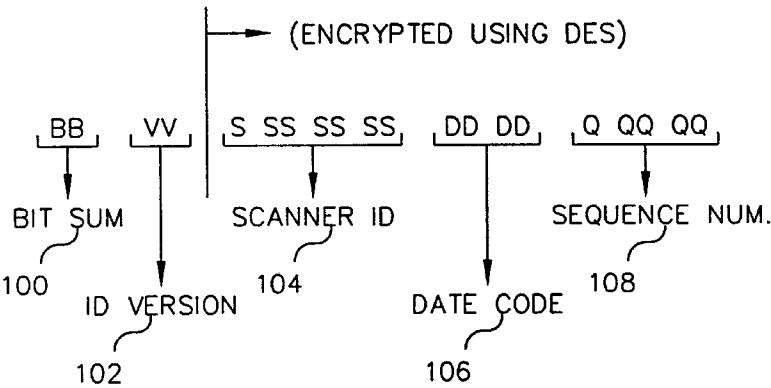 (ENCRYPTED USING DES)
BB VV S SS SS SS DD DD Q QQ QQ
BIT SUM SCANNER ID SEQUENCE NUM.
100 104 108
ID VERSION DATE CODE
102 106